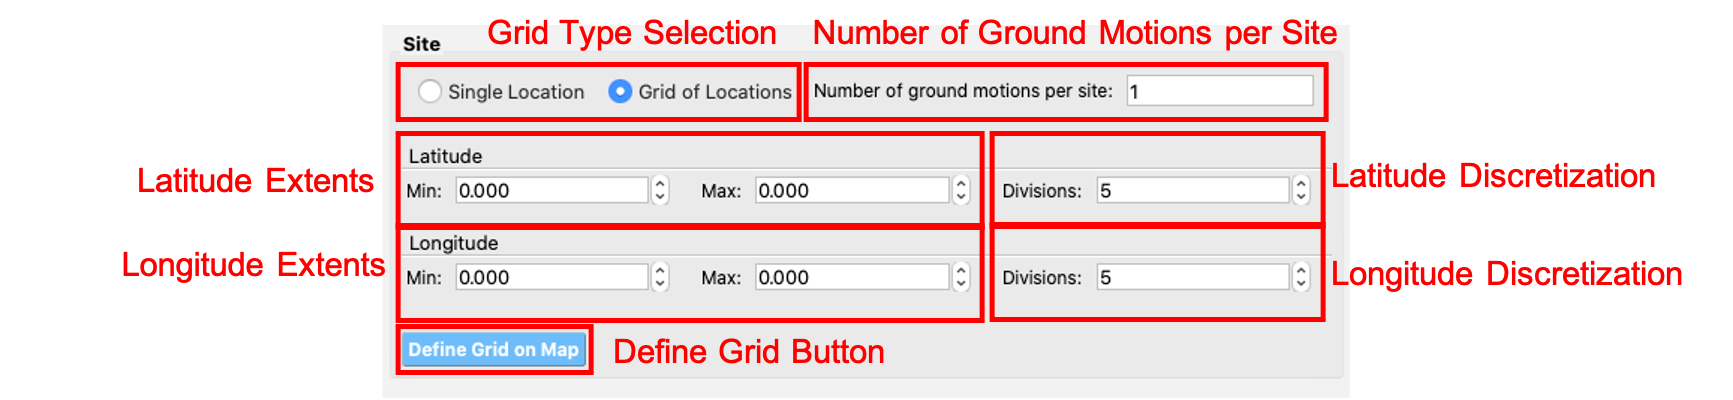 Grid Type Selection Number of Ground Motions per Site
Site
Single Location Grid of Locations Number of ground motions per site: 1
Latitude
Latitude Extents Min: 0.000 Max: 0.000 Divisions: 5 Latitude Discretization
Longitude
Longitude Extents Min: 0.000 Max: 0.000 Divisions: 5 Longitude Discretization
Define Grid on Map Define Grid Button